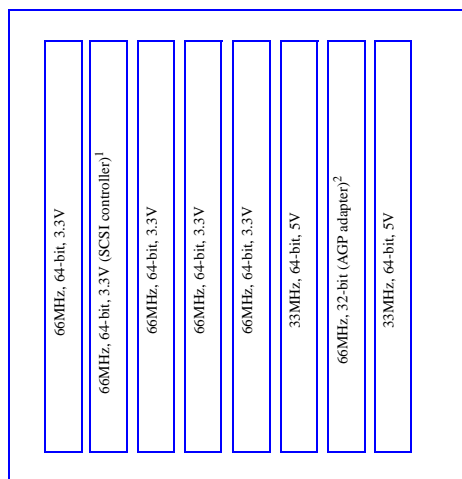 66MHz, 64-bit, 3.3V
66MHz, 64-bit, 3.3V (SCSI controller)1
66MHz, 64-bit, 3.3V
66MHz, 64-bit, 3.3V
66MHz, 64-bit, 3.3V
33MHz, 64-bit, 5V
66MHz, 32-bit (AGP adapter)2
33MHz, 64-bit, 5V